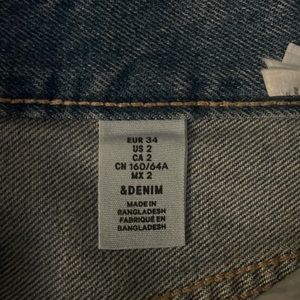 EUR 34
US 2
CA 2
CN 160/64A
MX 2
&DENIM
MADE IN
BANGLADESH
FABRIQUÉ EN
BANGLADESH